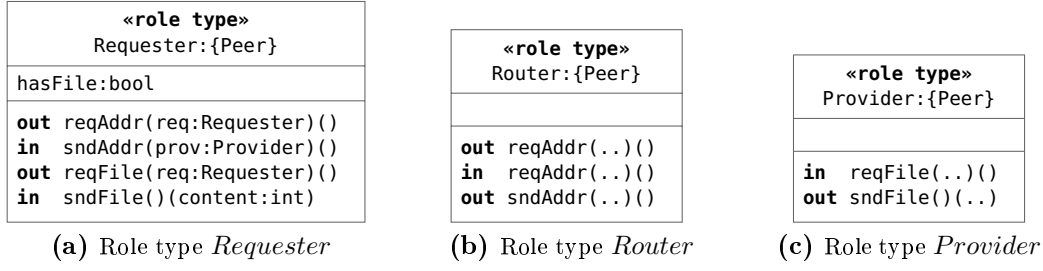 «role type»
Requester:{Peer}
hasFile:bool
out reqAddr(req:Requester)()
in sndAddr(prov:Provider)()
out reqFile(req:Requester)()
in sndFile()(content:int)
(a) Role type Requester
«role type»
Router:{Peer}
out reqAddr(..)()
in reqAddr(..)()
out sndAddr(..)()
(b) Role type Router
«role type»
Provider:{Peer}
in reqFile(..)()
out sndFile()(..)
(c) Role type Provider